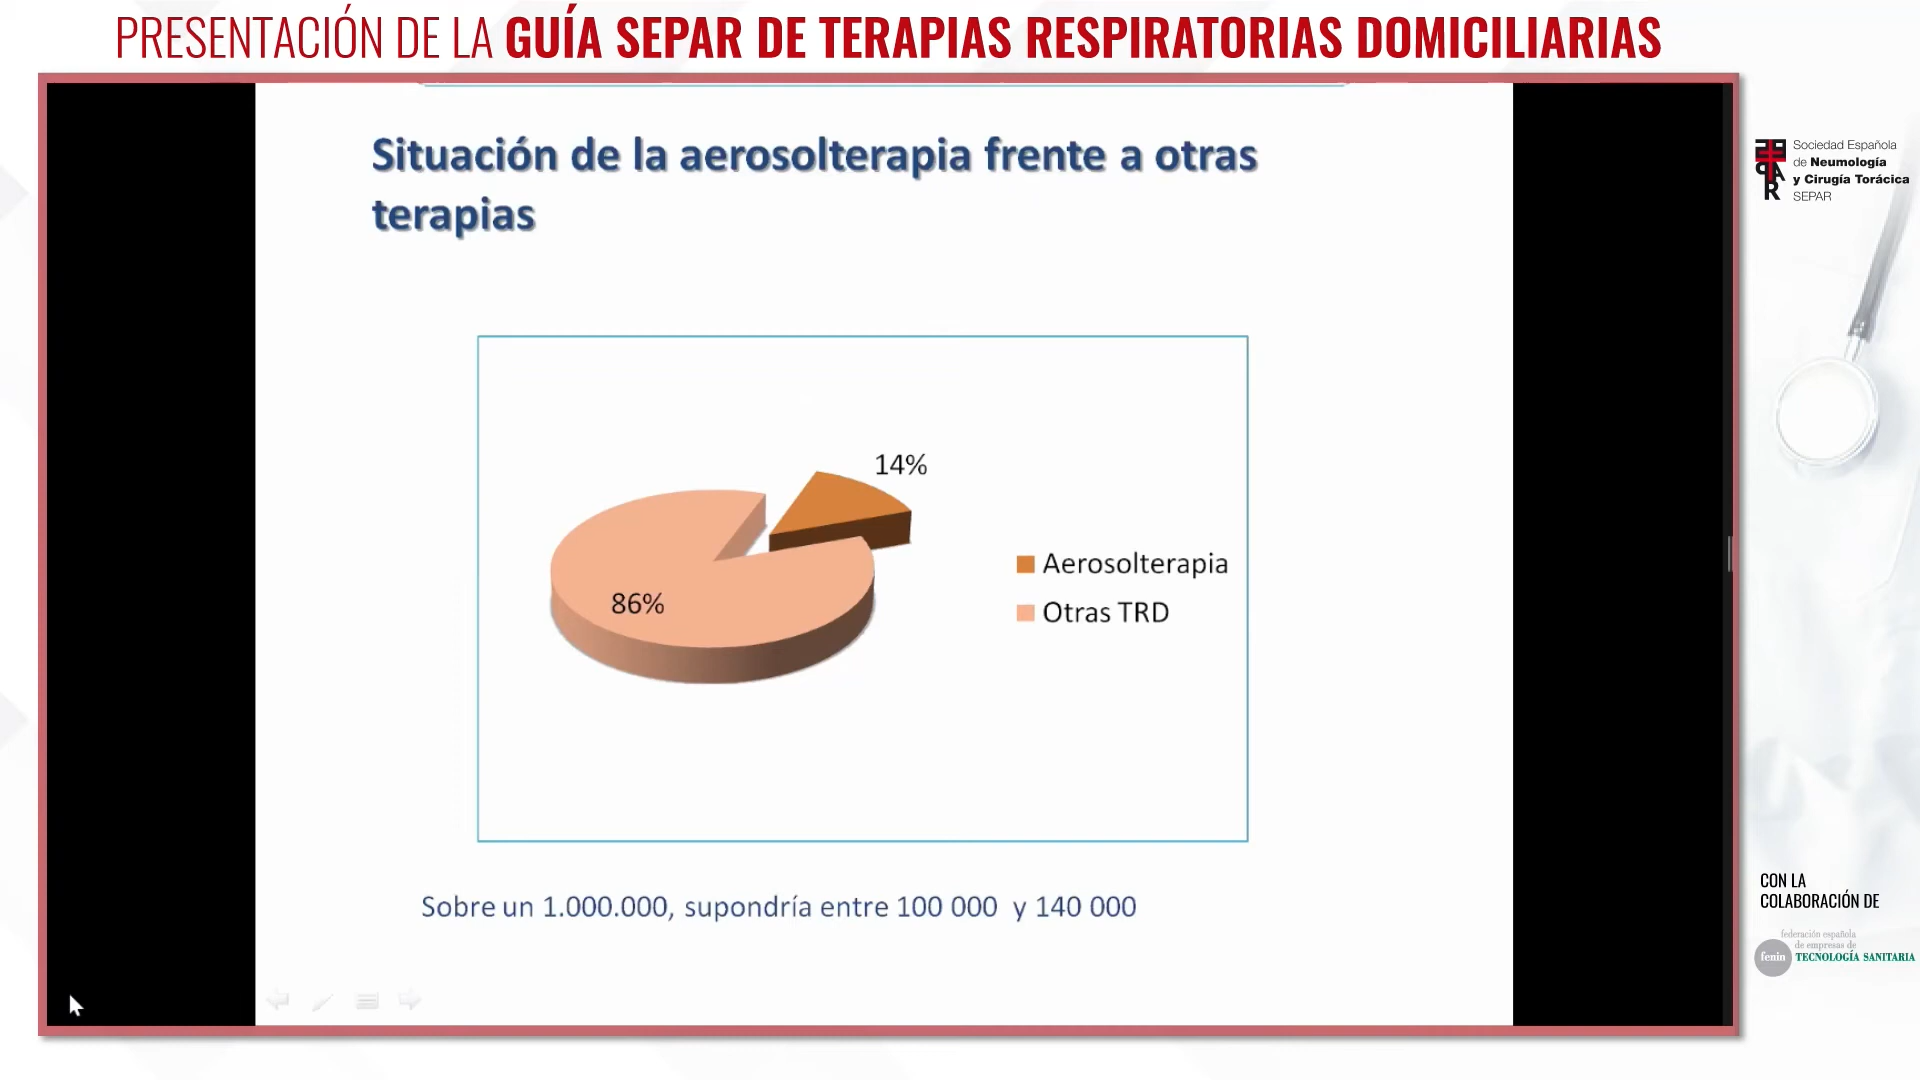 PRESENTACIÓN DE LA GUÍA SEPAR DE TERAPIAS RESPIRATORIAS DOMICILIARIAS
Situación de la aerosolterapia frente a otras
terapias
14%
86%
Aerosolterapia
Otras TRD
Sobre un 1.000.000, supondría entre 100 000 y 140 000
Sociedad Española
de Neumología
y Cirugía Torácica
SEPAR
CON LA
COLABORACIÓN DE
federación española
de empresas de
fenin TECNOLOGÍA SANITARIA